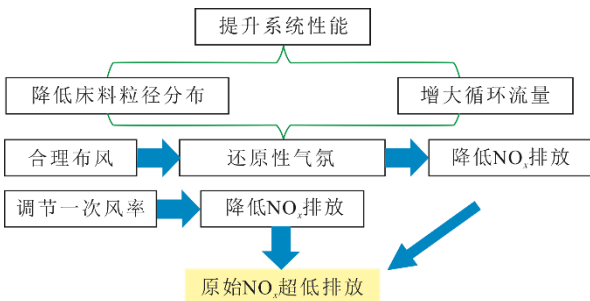 提升系统性能
降低床料粒径分布
增大循环流量
合理布风
还原性气氛
降低NOx排放
调节一次风率
降低NOx排放
原始NOx超低排放